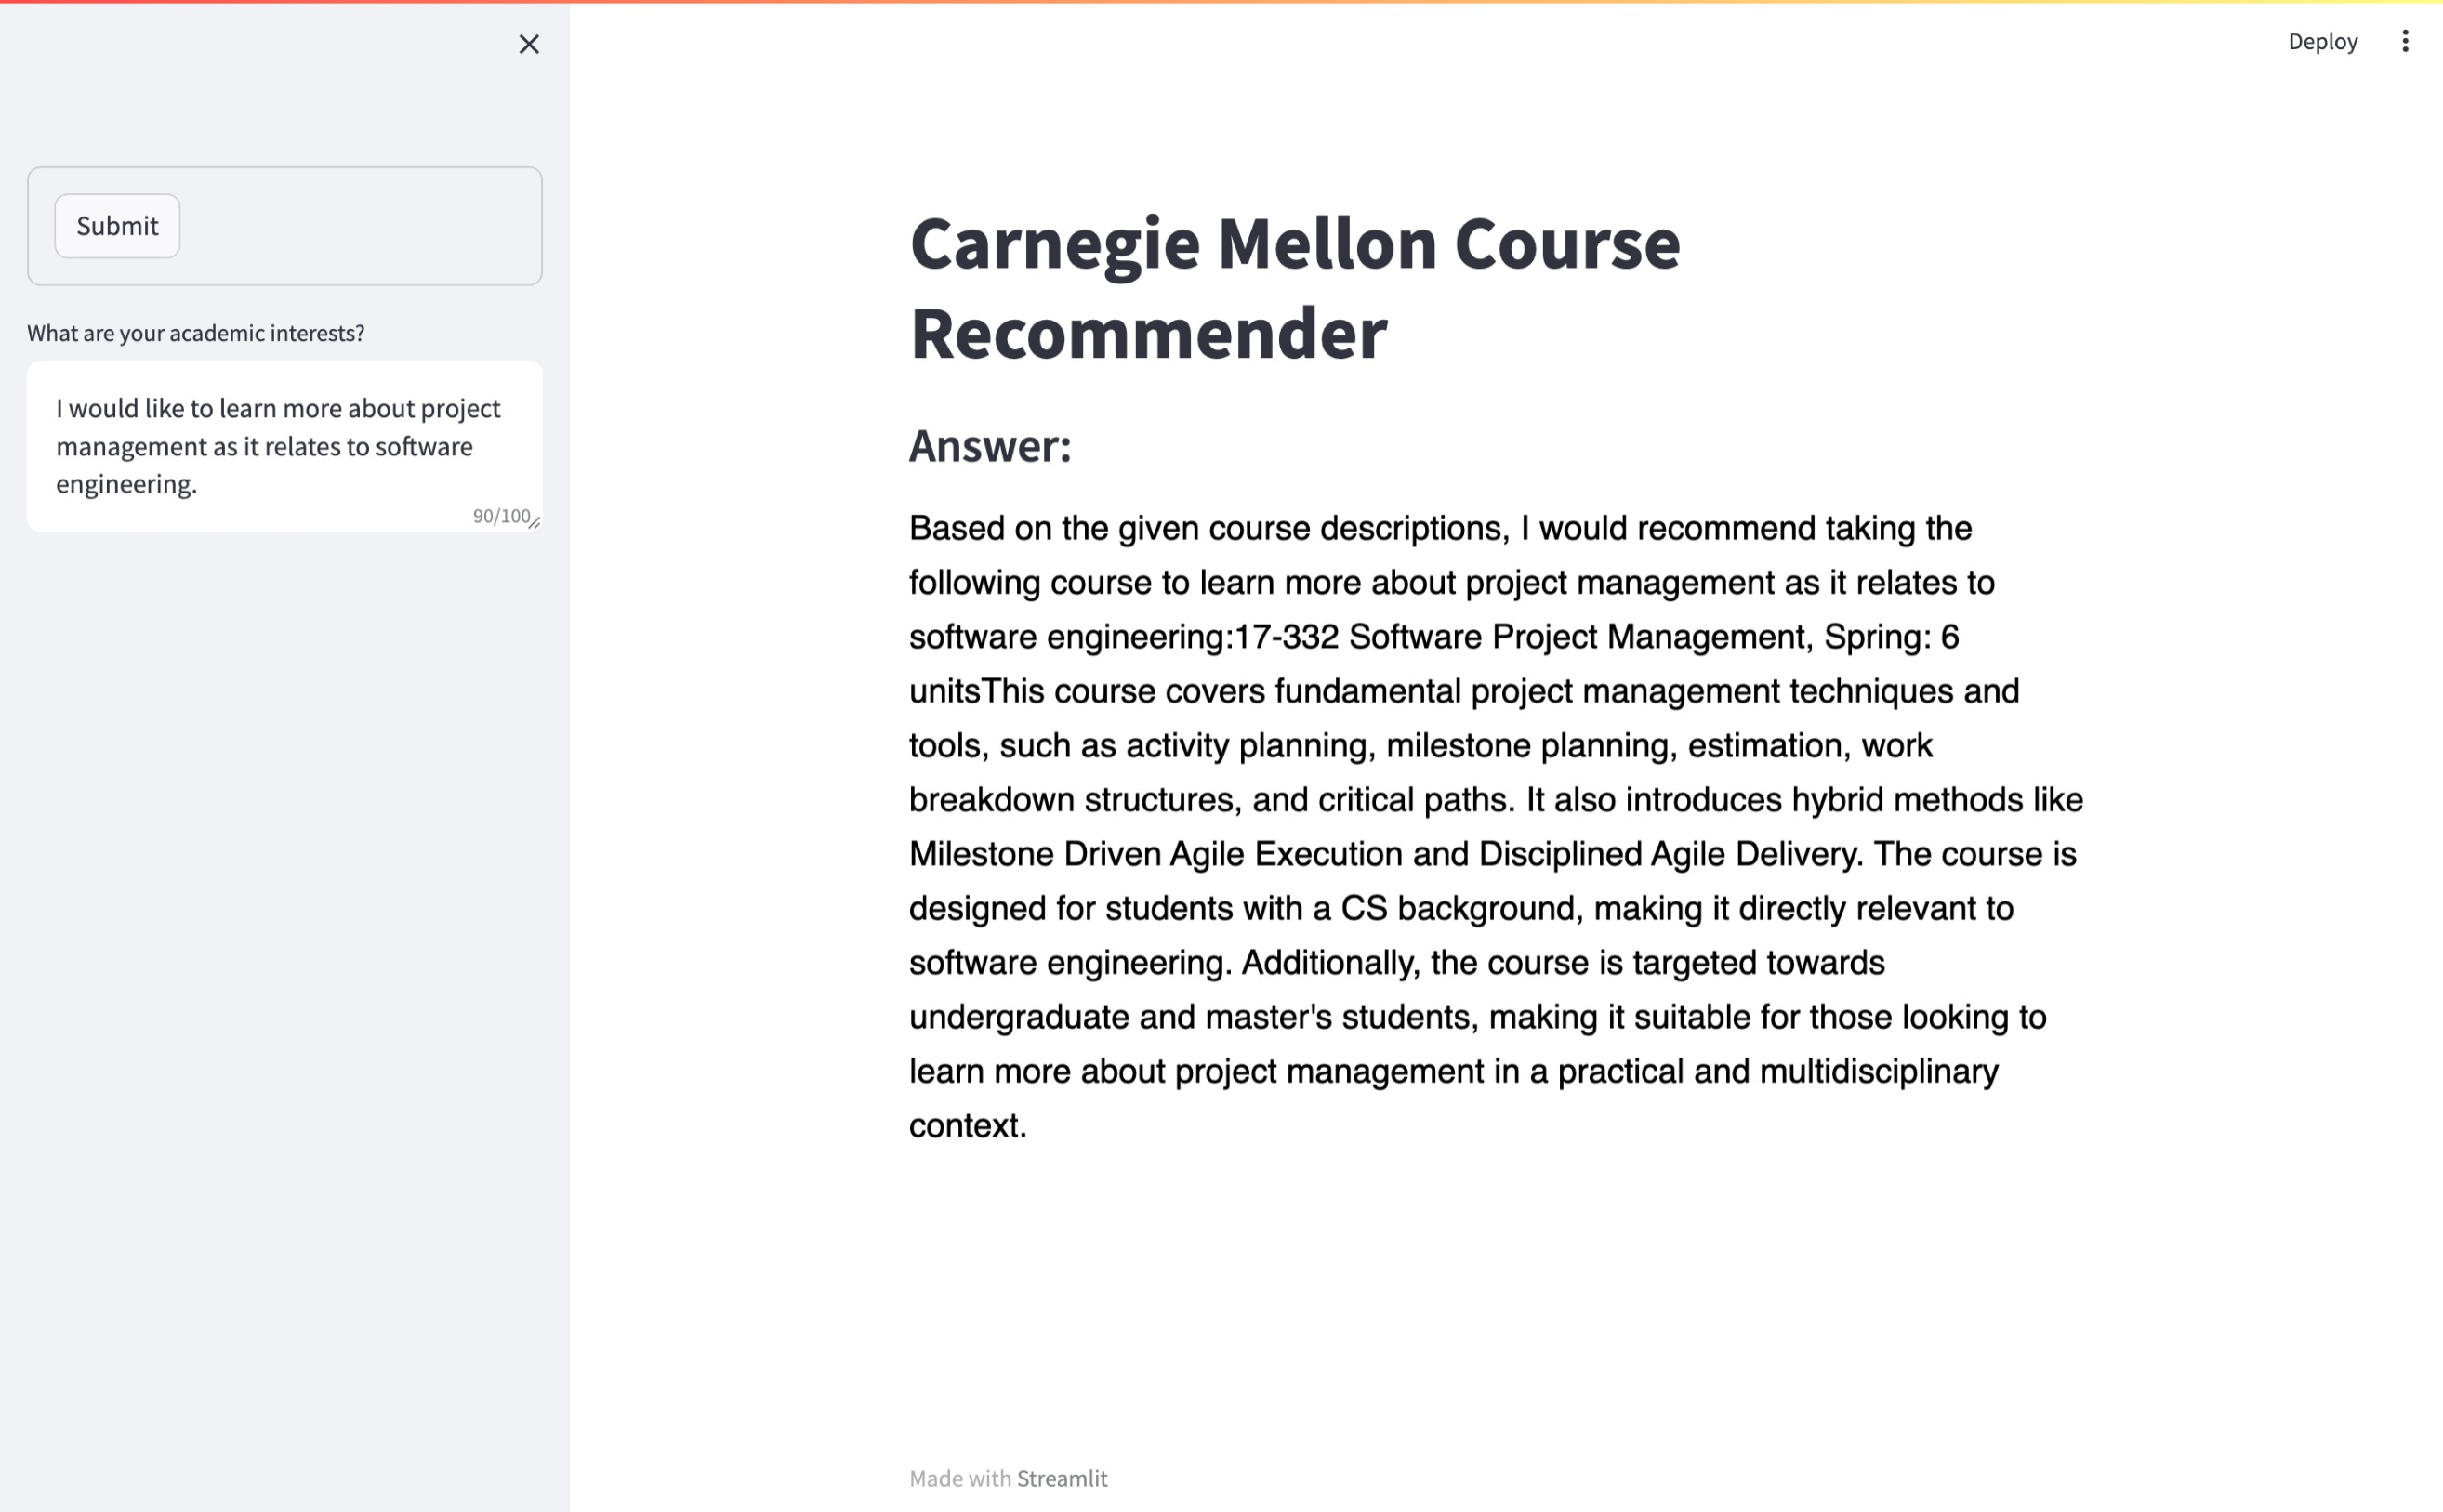 Deploy
Submit
What are your academic interests?
I would like to learn more about project
management as it relates to software
engineering.
90/100
Carnegie Mellon Course
Recommender
Answer:
Based on the given course descriptions, I would recommend taking the
following course to learn more about project management as it relates to
software engineering:17-332 Software Project Management, Spring: 6
unitsThis course covers fundamental project management techniques and
tools, such as activity planning, milestone planning, estimation, work
breakdown structures, and critical paths. It also introduces hybrid methods like
Milestone Driven Agile Execution and Disciplined Agile Delivery. The course is
designed for students with a CS background, making it directly relevant to
software engineering. Additionally, the course is targeted towards
undergraduate and master's students, making it suitable for those looking to
learn more about project management in a practical and multidisciplinary
context.
Made with Streamlit